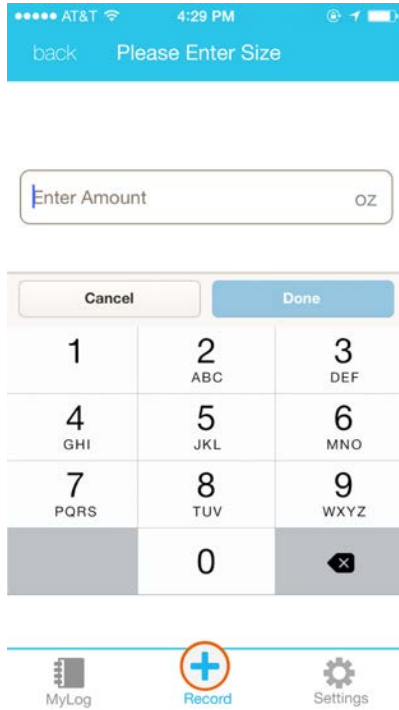 AT&T 4:29 PM
back Please Enter Size
Enter Amount oz
Cancel Done
1 2 3
ABC DEF
4 5 6
GHI JKL MNO
7 8 9
PQRS TUV WXYZ
0
MyLog Record Settings